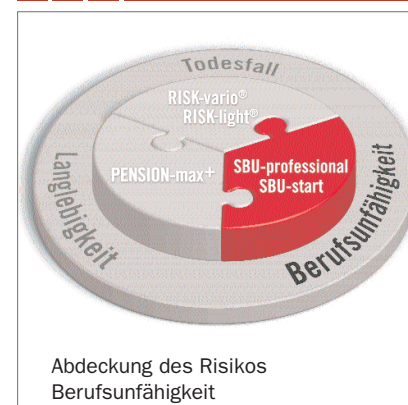 Todesfall
RISK-vario®
RISK-light®
Langlebigkeit
PENSION-max+
SBU-professional
SBU-start
Berufsunfähigkeit
Abdeckung des Risikos
Berufsunfähigkeit